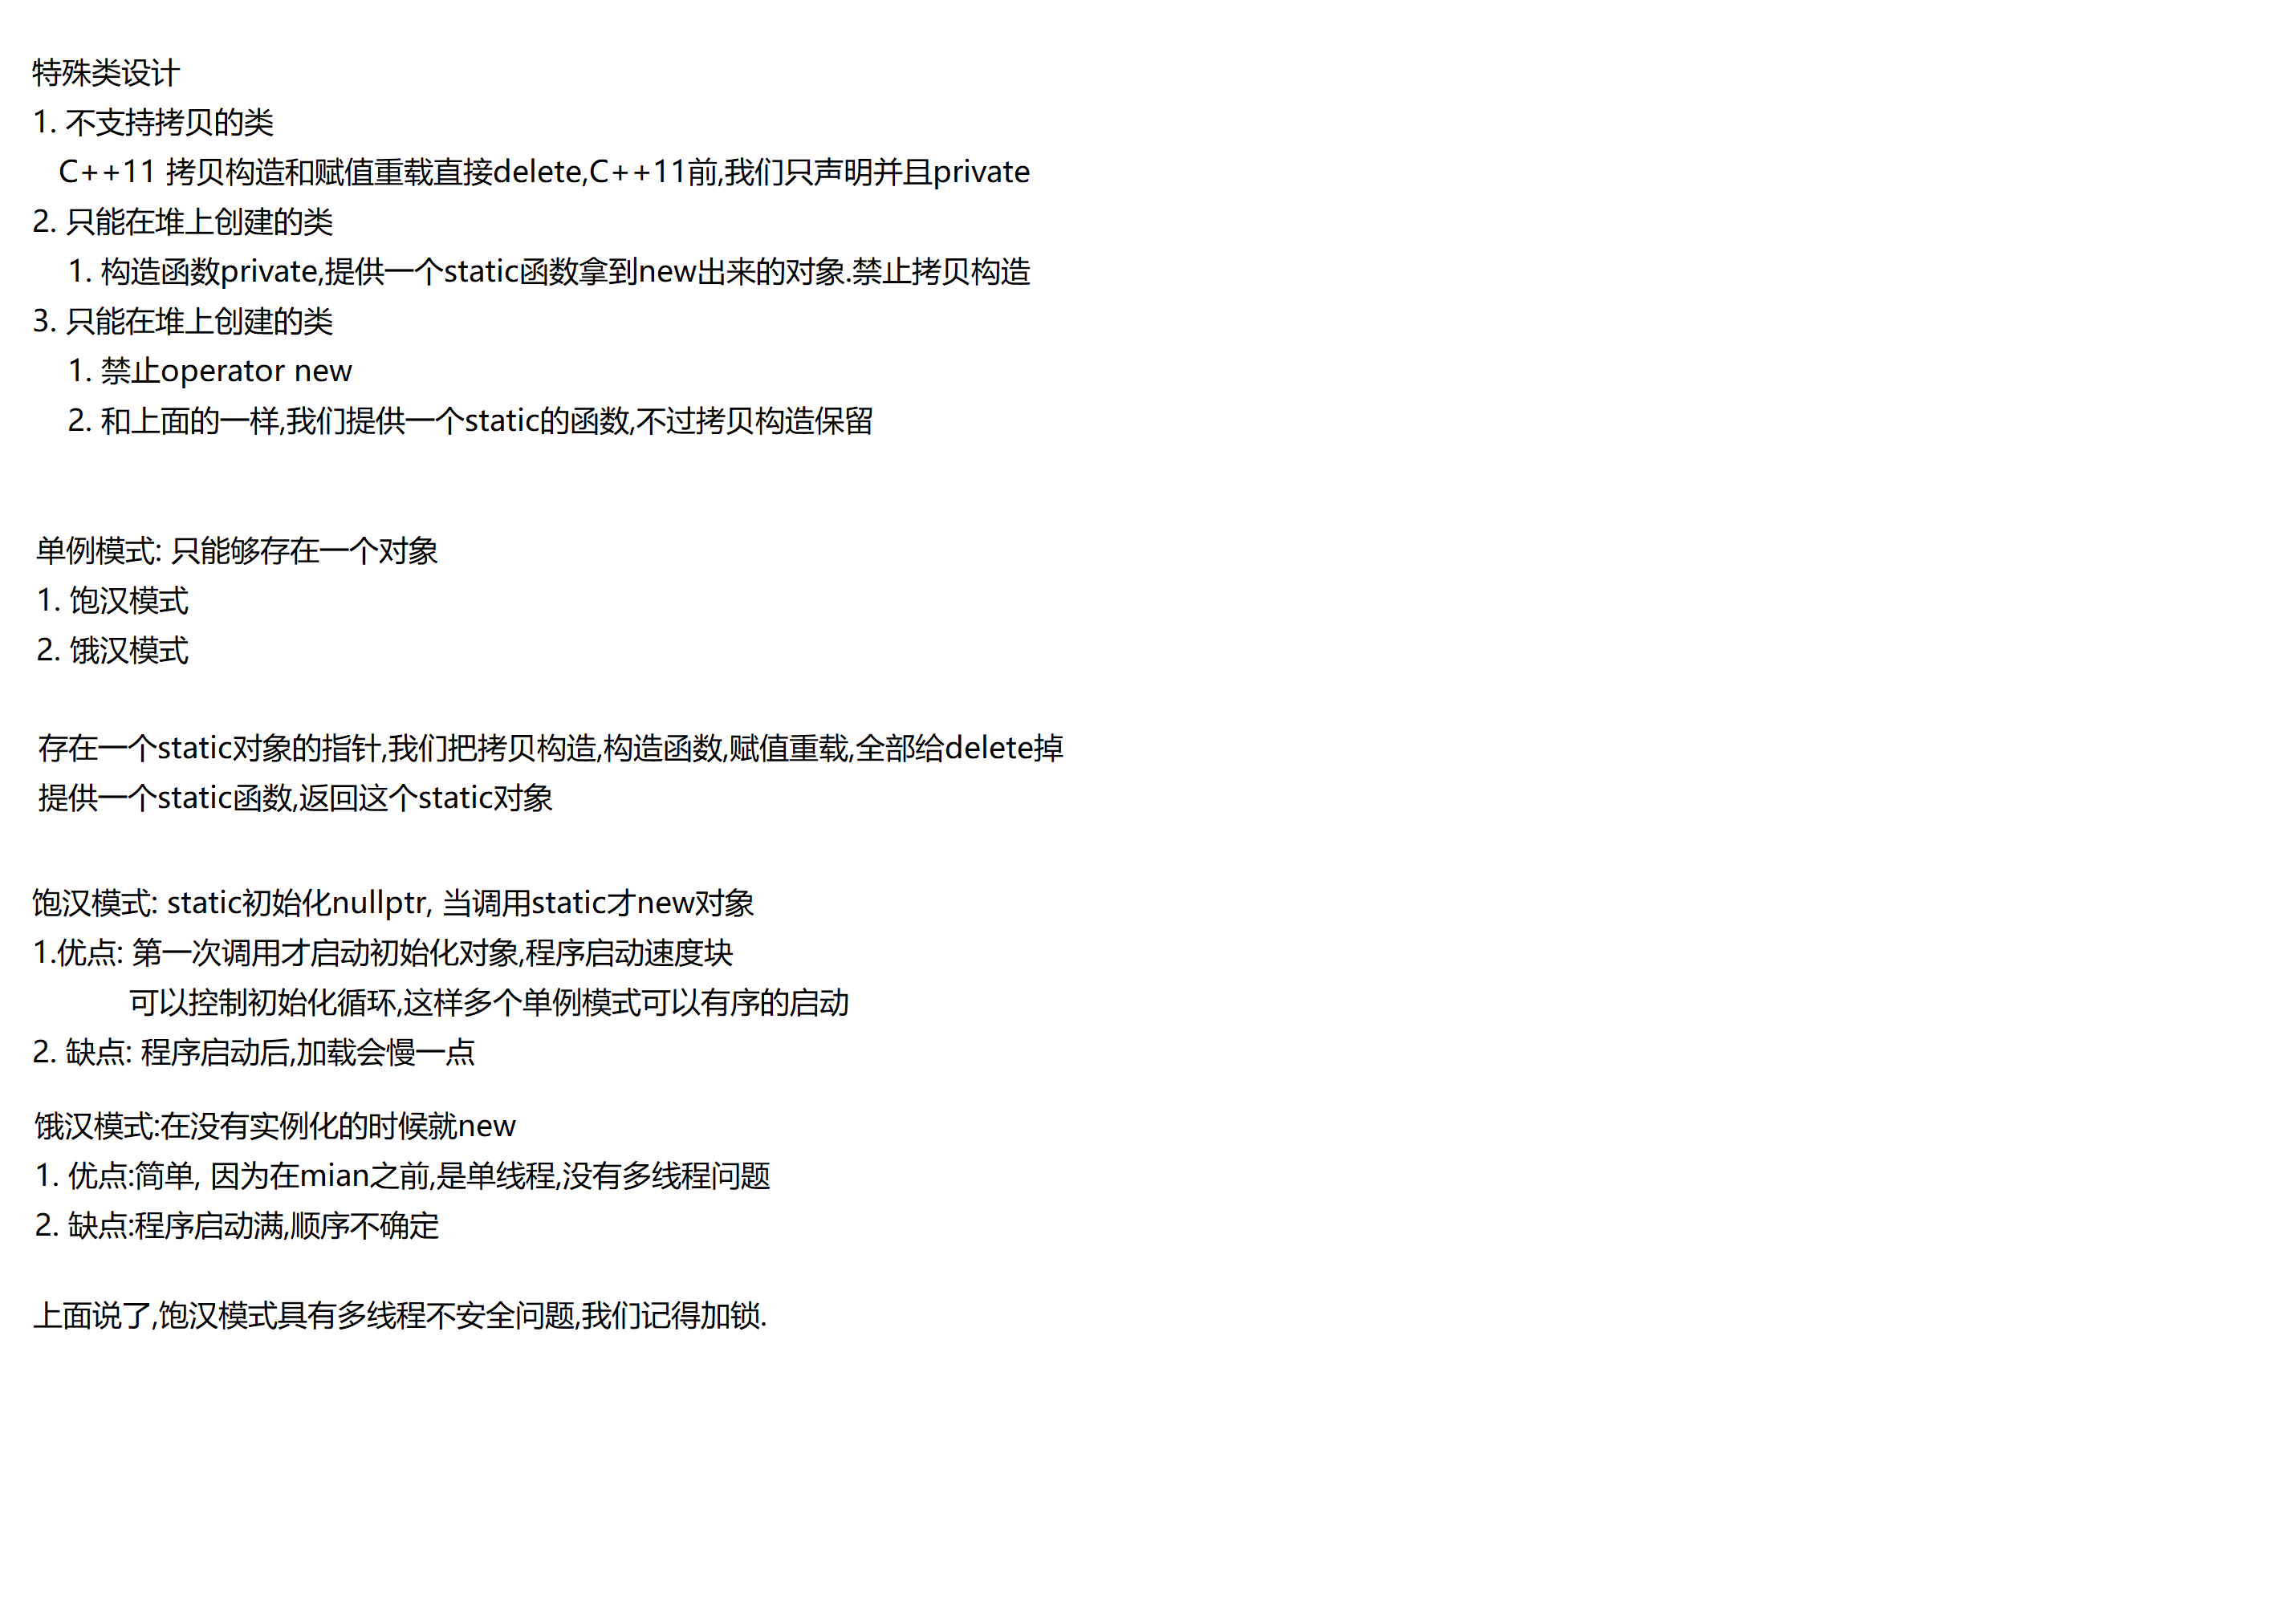 特殊类设计
1. 不支持拷贝的类
C++11 拷贝构造和赋值重载直接delete,C++11前,我们只声明并且private
2. 只能在堆上创建的类
1. 构造函数private,提供一个static函数拿到new出来的对象.禁止拷贝构造
3. 只能在堆上创建的类
1. 禁止operator new
2. 和上面的一样,我们提供一个static的函数,不过拷贝构造保留
单例模式: 只能够存在一个对象
1. 饱汉模式
2. 饿汉模式
存在一个static对象的指针,我们把拷贝构造,构造函数,赋值重载,全部给delete掉
提供一个static函数,返回这个static对象
饱汉模式: static初始化nullptr, 当调用static才new对象
1.优点: 第一次调用才启动初始化对象,程序启动速度块
可以控制初始化循环,这样多个单例模式可以有序的启动
2. 缺点: 程序启动后,加载会慢一点
饿汉模式:在没有实例化的时候就new
1. 优点:简单, 因为在mian之前,是单线程,没有多线程问题
2. 缺点:程序启动满,顺序不确定
上面说了,饱汉模式具有多线程不安全问题,我们记得加锁.